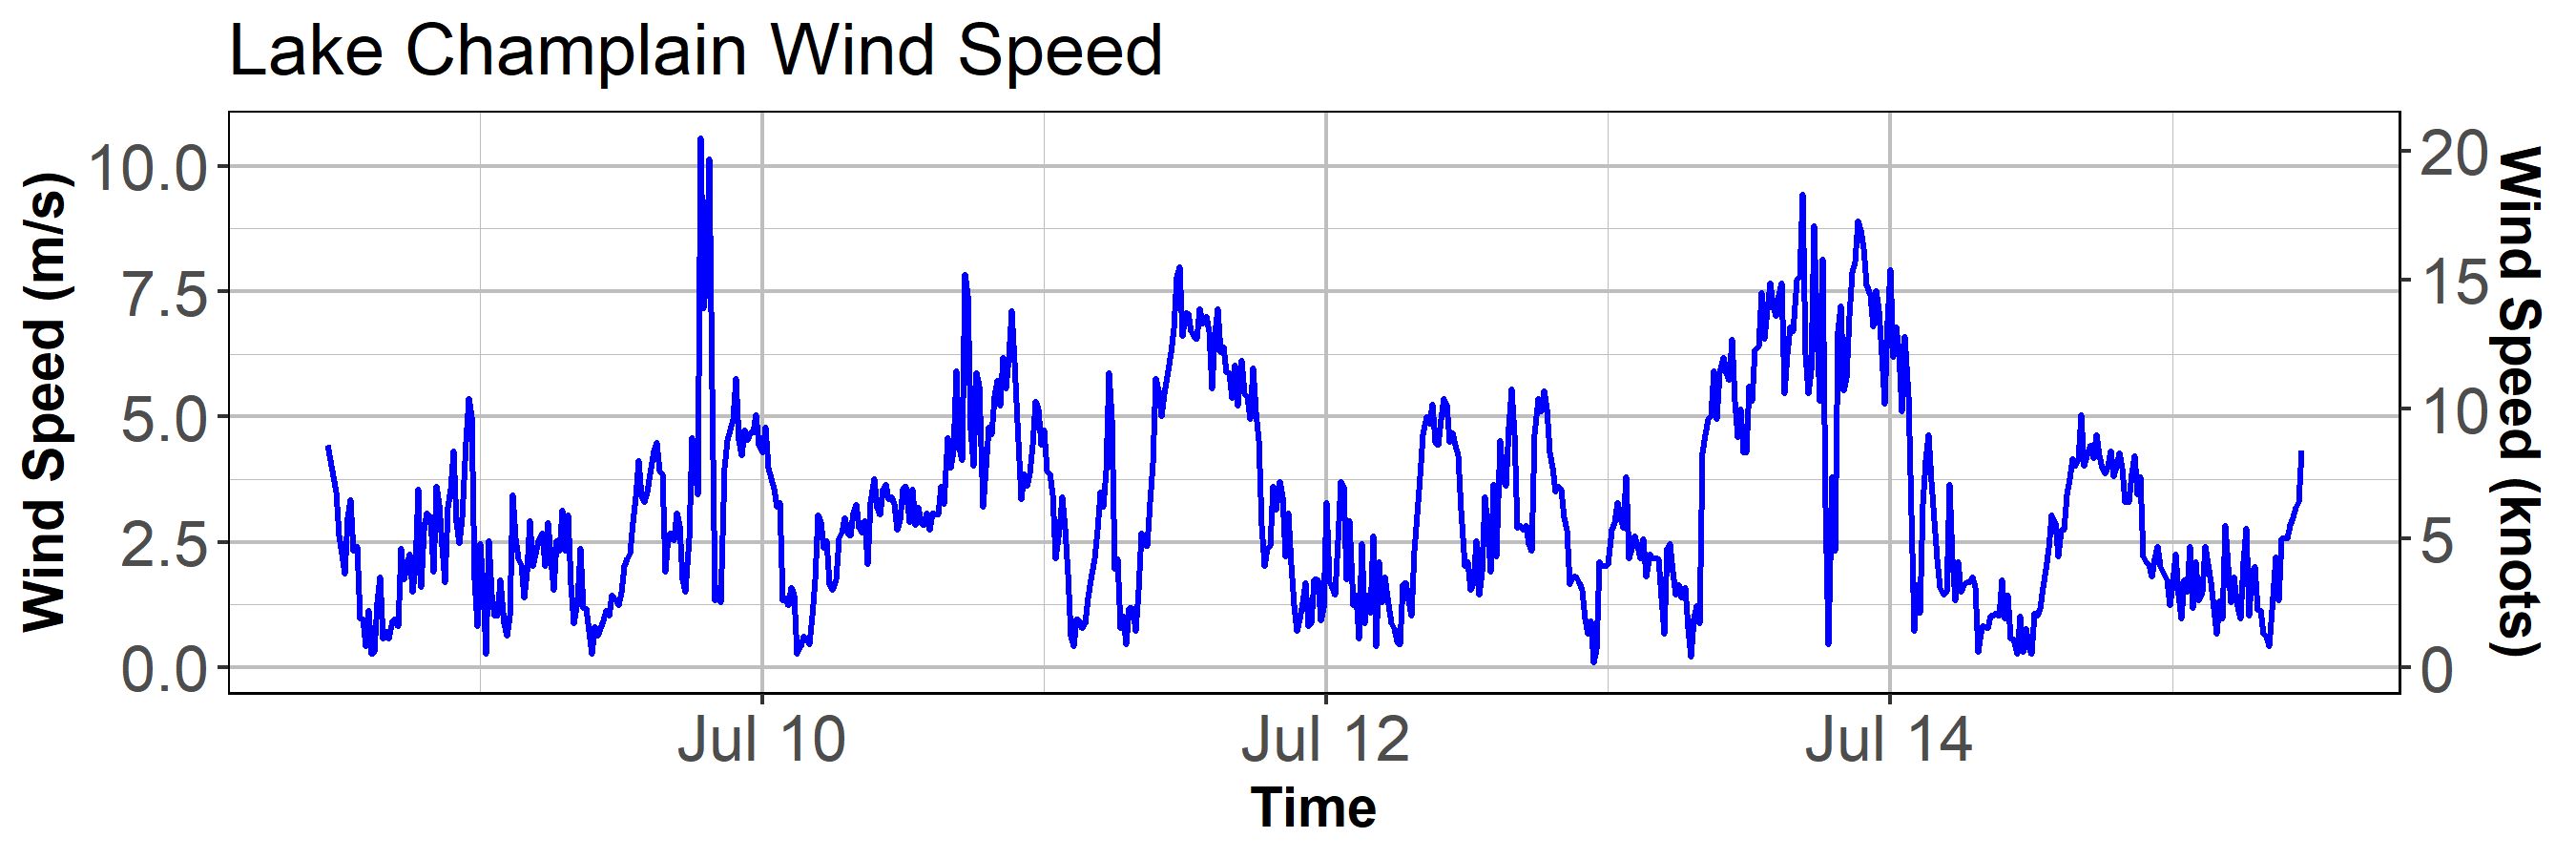 Lake Champlain Wind Speed
Wind Speed (m/s)
10.0
7.5
5.0
2.5
0.0
20
15
10
5
0
Wind Speed (knots)
Jul 10
Jul 12
Jul 14
Time